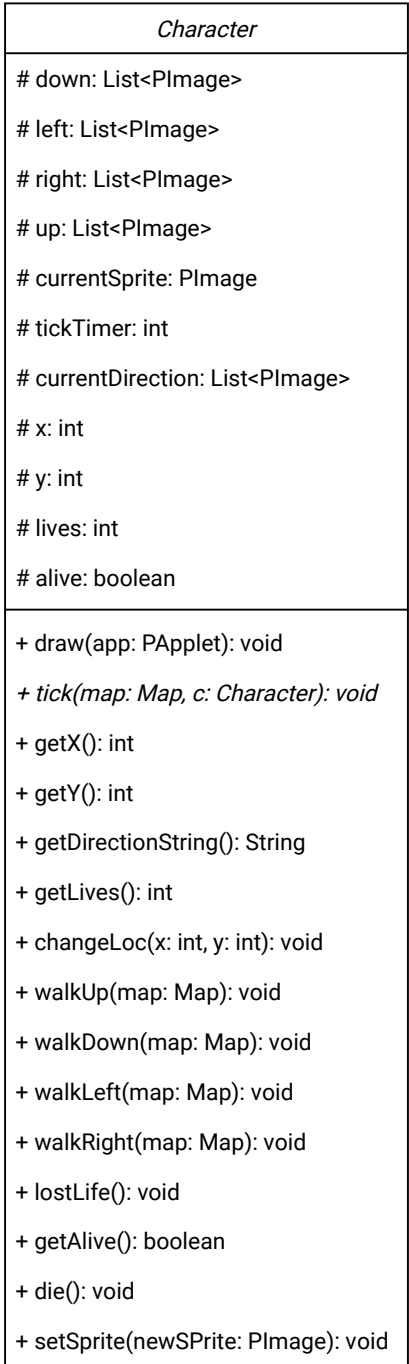 Character
# down: List<PImage>
# left: List<PImage>
# right: List<PImage>
# up: List<PImage>
# currentSprite: PImage
# tickTimer: int
# currentDirection: List<PImage>
# x: int
# y: int
# lives: int
# alive: boolean
+ draw(app: PApplet): void
+ tick(map: Map, c: Character): void
+ getX(): int
+ getY(): int
+ getDirectionString(): String
+ getLives(): int
+ changeLoc(x: int, y: int): void
+ walkUp(map: Map): void
+ walkDown(map: Map): void
+ walkLeft(map: Map): void
+ walkRight(map: Map): void
+ lostLife(): void
+ getAlive(): boolean
+ die(): void
+ setSprite(newSPrite: PImage): void